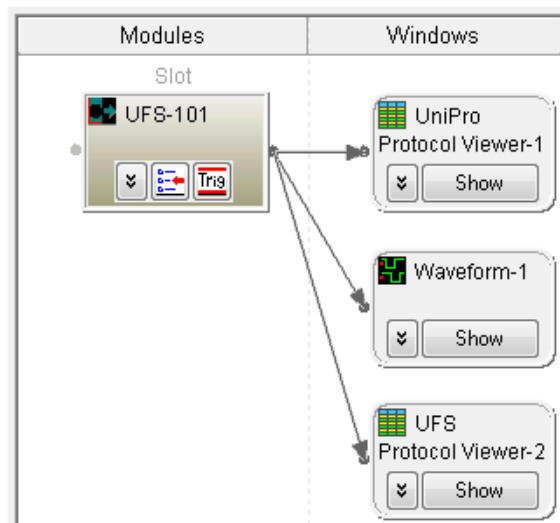 Modules
Windows
Slot
UFS-101
Trig
UniPro
Protocol Viewer-1
Show
Waveform-1
Show
UFS
Protocol Viewer-2
Show